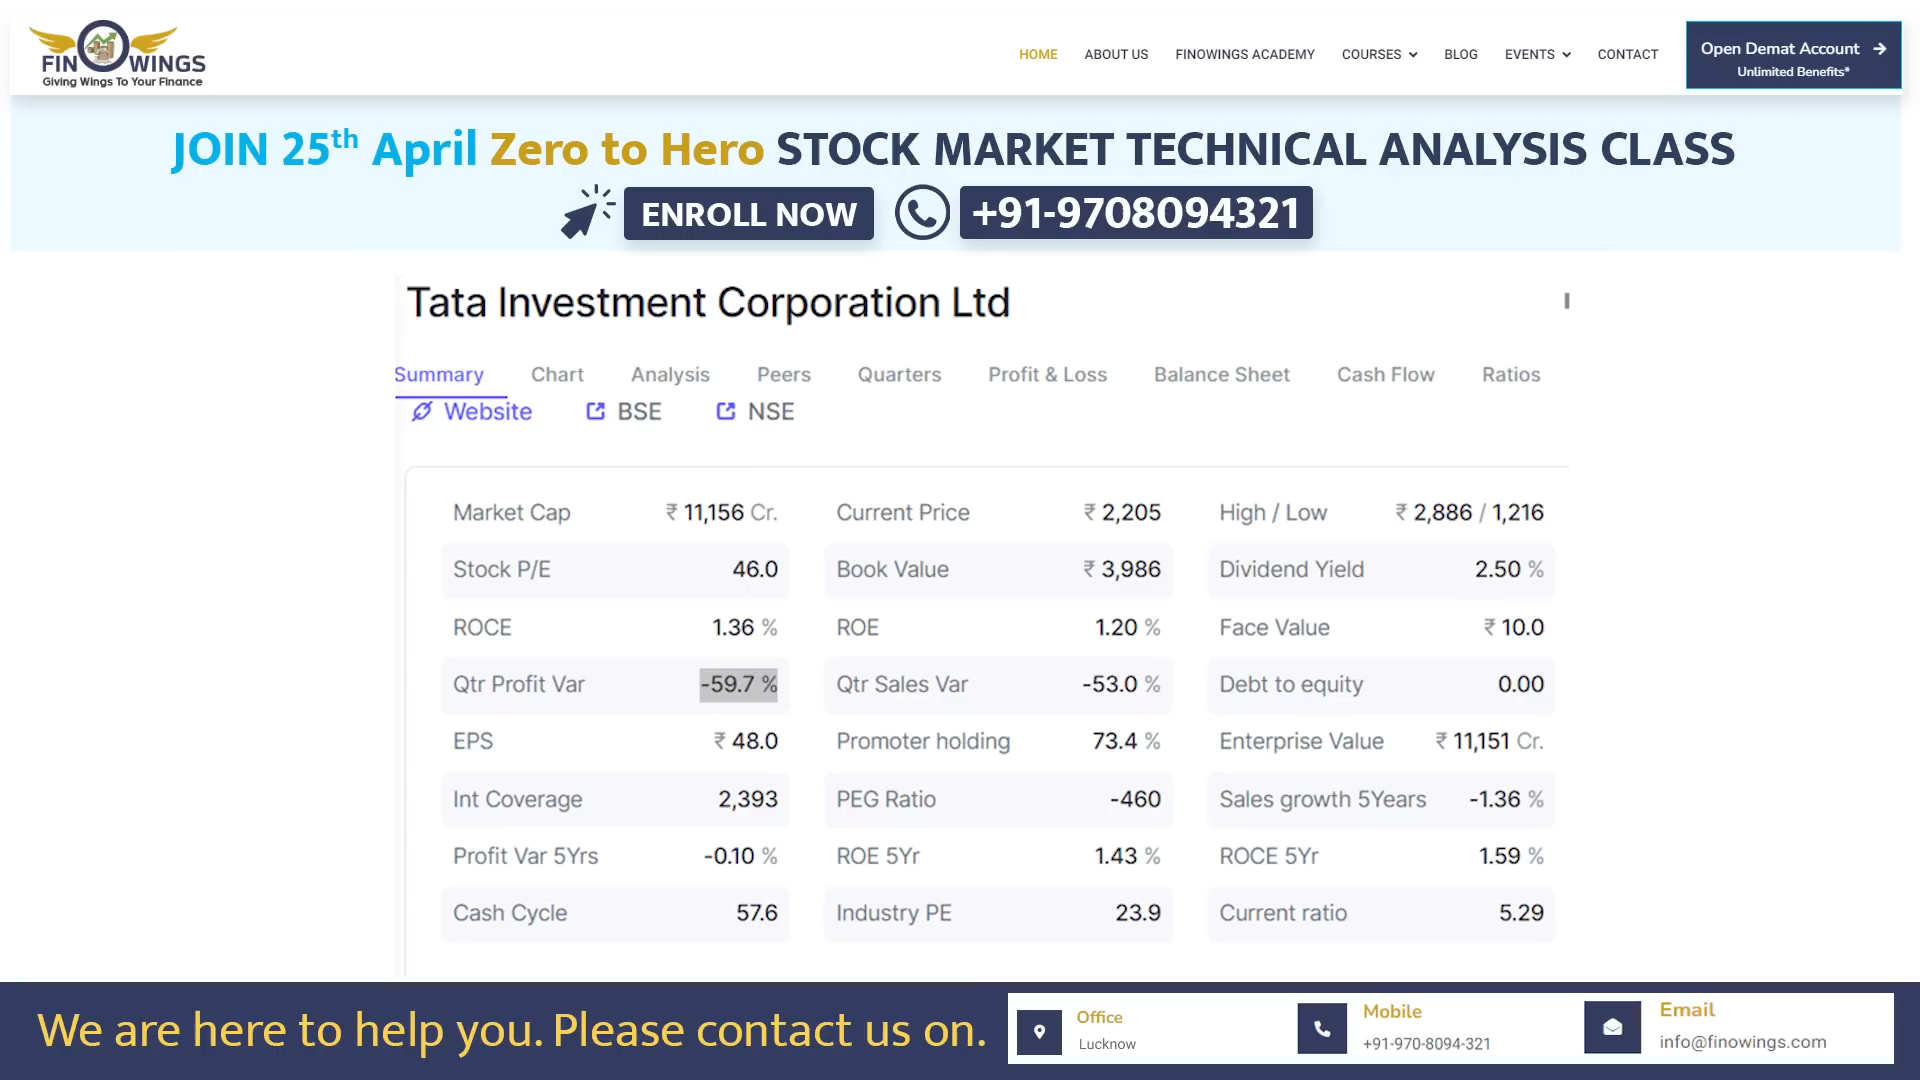 FINOWINGS
Giving Wings To Your Finance
HOME ABOUT US FINOWINGS ACADEMY COURSES BLOG EVENTS CONTACT
Open Demat Account
Unlimited Benefits*
JOIN 25th April Zero to Hero STOCK MARKET TECHNICAL ANALYSIS CLASS
ENROLL NOW +91-9708094321
Tata Investment Corporation Ltd
Summary Chart Analysis Peers Quarters Profit & Loss Balance Sheet Cash Flow Ratios
Website BSE NSE
Market Cap ₹ 11,156 Cr. Current Price ₹ 2,205 High / Low ₹ 2,886 / 1,216
Stock P/E 46.0 Book Value ₹ 3,986 Dividend Yield 2.50 %
ROCE 1.36 % ROE 1.20 % Face Value ₹ 10.0
Qtr Profit Var -59.7 % Qtr Sales Var -53.0 % Debt to equity 0.00
EPS ₹ 48.0 Promoter holding 73.4 % Enterprise Value ₹ 11,151 Cr.
Int Coverage 2,393 PEG Ratio -460 Sales growth 5Years -1.36 %
Profit Var 5Yrs -0.10 % ROE 5Yr 1.43 % ROCE 5Yr 1.59 %
Cash Cycle 57.6 Industry PE 23.9 Current ratio 5.29
We are here to help you. Please contact us on.
Office
Lucknow
Mobile
+91-970-8094-321
Email
info@finowings.com